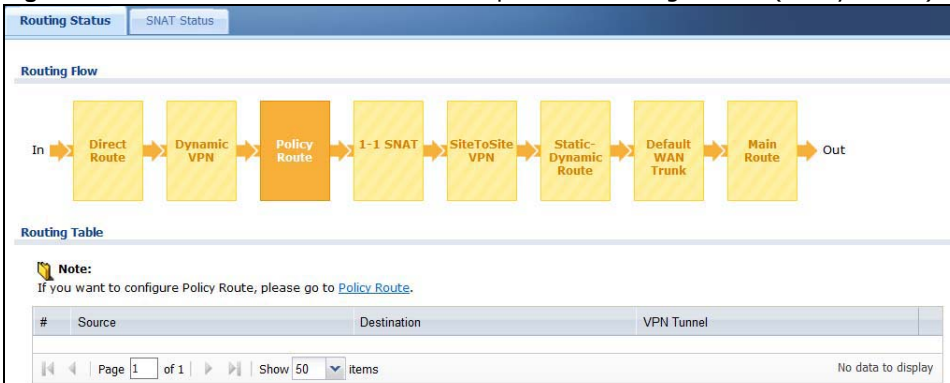 Routing Status
SNAT Status
Routing Flow
In
Direct
Route
Dynamic
VPN
Policy
Route
1-1 SNAT
SiteToSite
VPN
Static-
Dynamic
Route
Default
WAN
Trunk
Main
Route
Out
Routing Table
Note:
If you want to configure Policy Route, please go to Policy Route.
# Source Destination VPN Tunnel
Page 1 of 1 Show 50 items No data to display